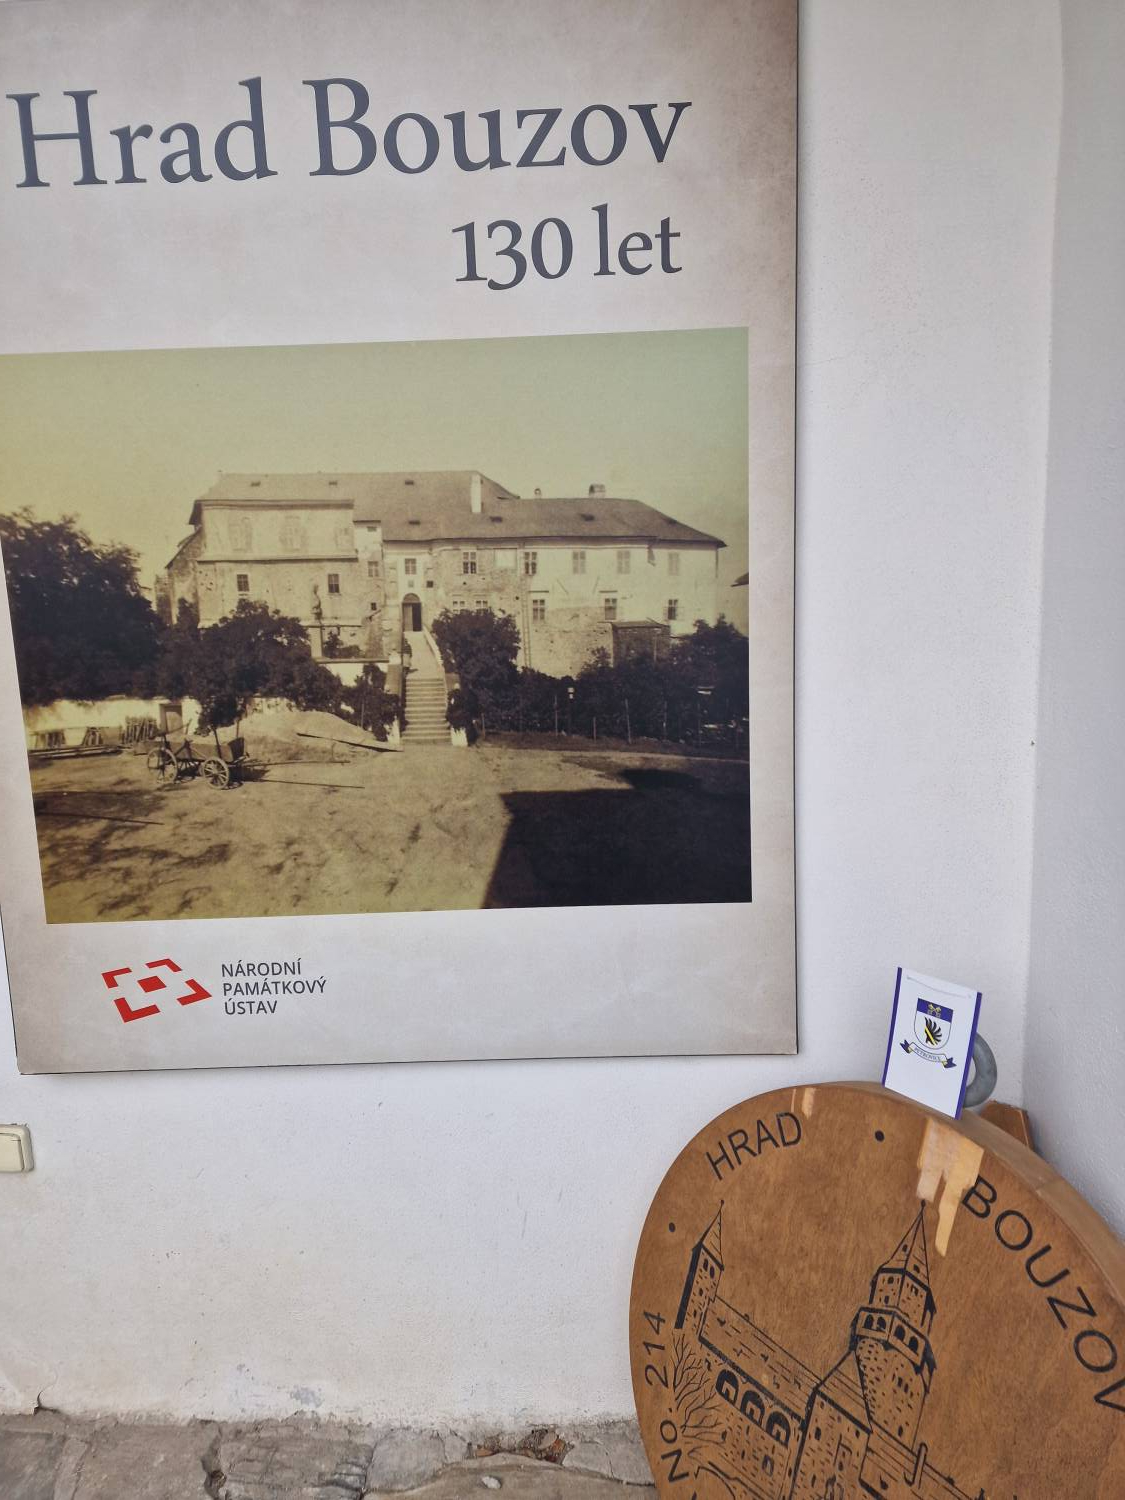 Hrad Bouzov
130 let
NÁRODNÍ
PAMÁTKOVÝ
ÚSTAV
HRAD
BOUZOV
No. 214